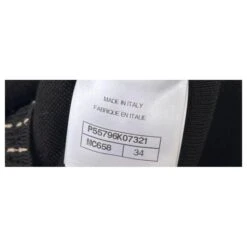 MADE IN ITALY
FABRIQUE EN ITALIE
P55796K07321
MC658 34